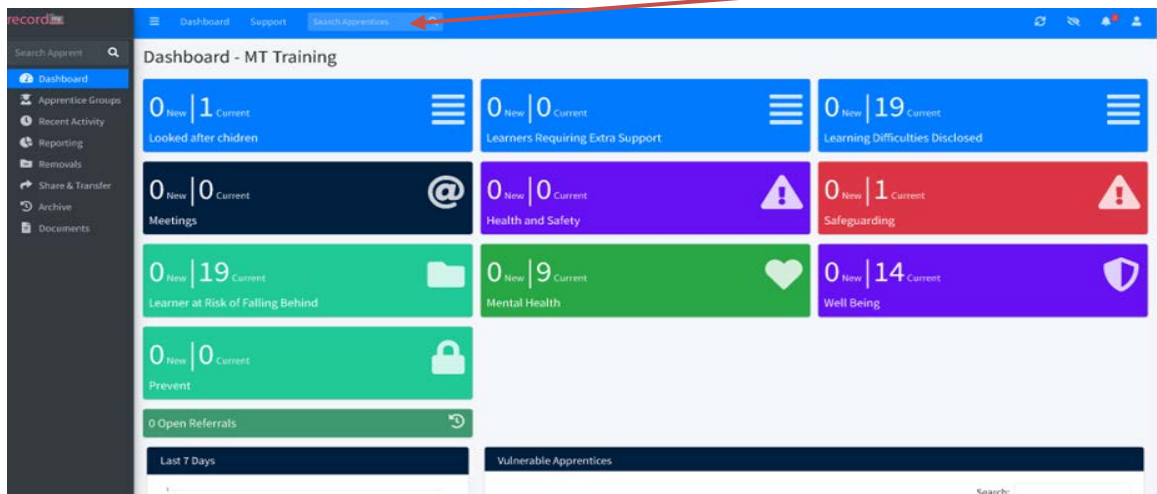 record my
Dashboard Support Search Apprentices
Search Apprent
Dashboard
Apprentice Groups
Recent Activity
Reporting
Removals
Share & Transfer
Archive
Documents
Dashboard - MT Training
0 New | 1 Current
Looked after chidren
0 New | 0 Current
Learners Requiring Extra Support
0 New | 19 Current
Learning Difficulties Disclosed
0 New | 0 Current
Meetings
0 New | 0 Current
Health and Safety
0 New | 1 Current
Safeguarding
0 New | 19 Current
Learner at Risk of Falling Behind
0 New | 9 Current
Mental Health
0 New | 14 Current
Well Being
0 New | 0 Current
Prevent
0 Open Referrals
Last 7 Days
Vulnerable Apprentices
Search: